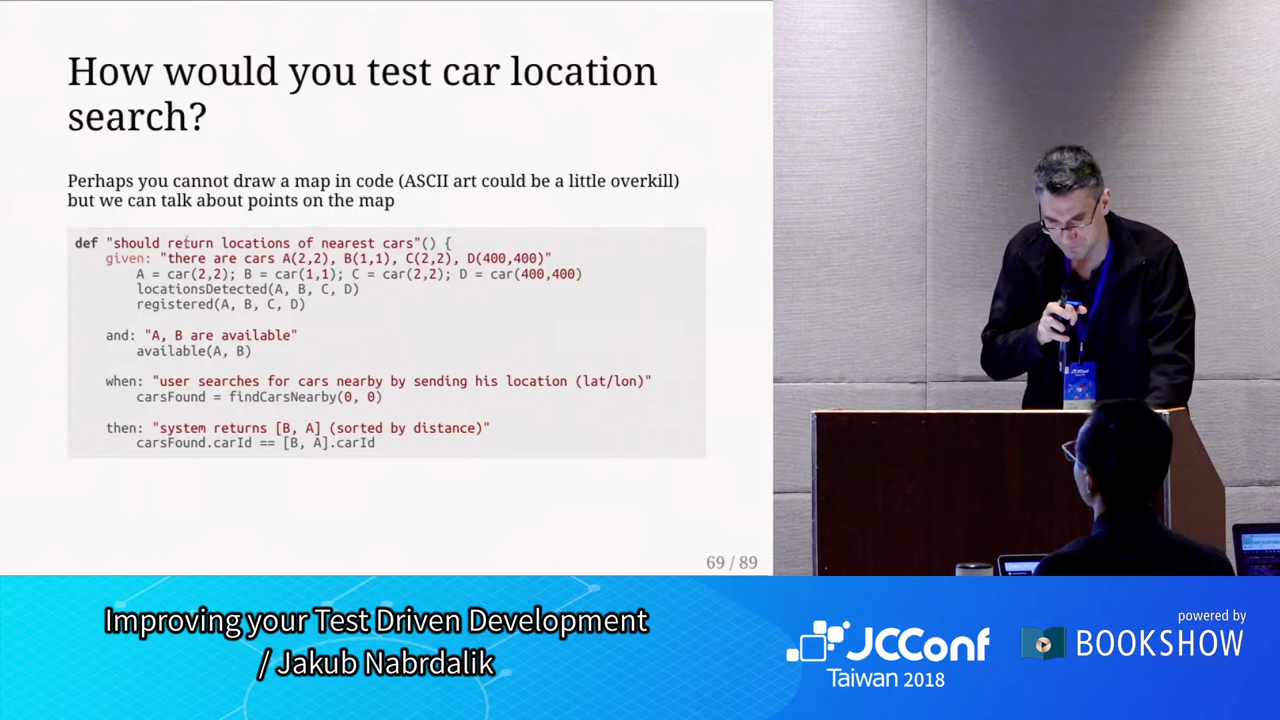 How would you test car location
search?
Perhaps you cannot draw a map in code (ASCII art could be a little overkill)
but we can talk about points on the map
def "should return locations of nearest cars"() {
given: "there are cars A(2,2), B(1,1), C(2,2), D(400,400)"
A = car(2,2); B = car(1,1); C = car(2,2); D = car(400,400)
locationsDetected(A, B, C, D)
registered(A, B, C, D)
and: "A, B are available"
available(A, B)
when: "user searches for cars nearby by sending his location (lat/lon)"
carsFound = findCarsNearby(0, 0)
then: "system returns [B, A] (sorted by distance)"
carsFound.carId == [B, A].carId
69 / 89
Improving your Test Driven Development
/ Jakub Nabrdalik
JCConf
Taiwan 2018
powered by
BOOKSHOW
JCConf